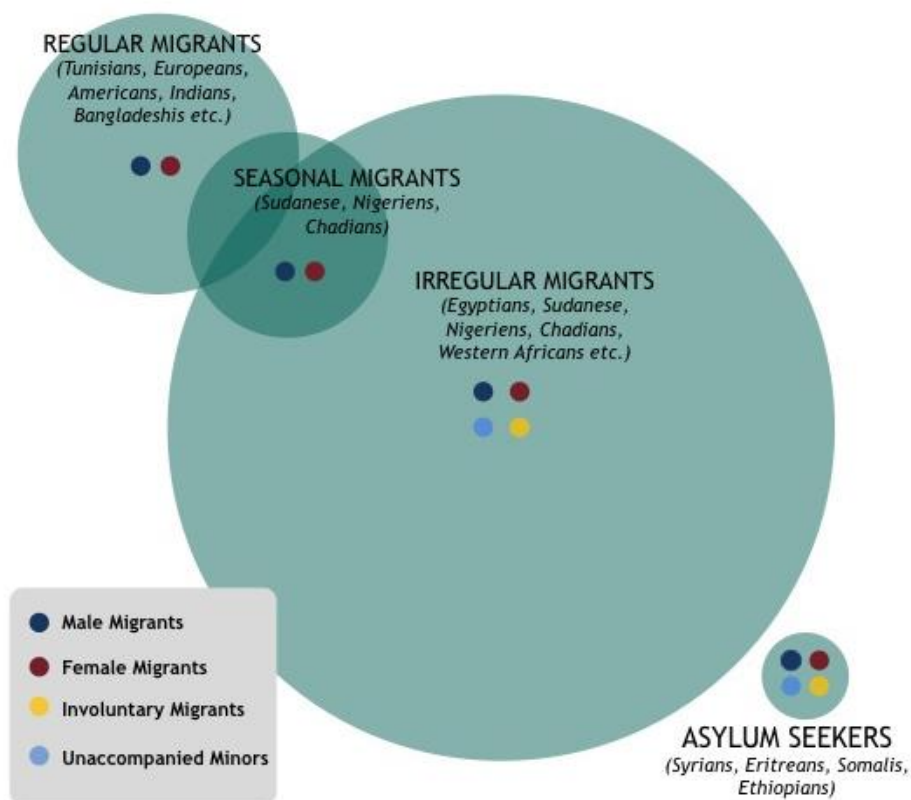 REGULAR MIGRANTS
(Tunisians, Europeans,
Americans, Indians,
Bangladeshis etc.)
SEASONAL MIGRANTS
(Sudanese, Nigeriens,
Chadians)
IRREGULAR MIGRANTS
(Egyptians, Sudanese,
Nigeriens, Chadians,
Western Africans etc.)
Male Migrants
Female Migrants
Involuntary Migrants
Unaccompanied Minors
ASYLUM SEEKERS
(Syrians, Eritreans, Somalis,
Ethiopians)